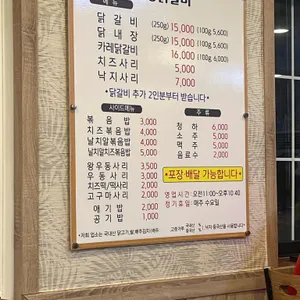 메뉴
닭갈비
닭갈비 (250g) 15,000 (100g 5,600)
닭내장 (250g) 15,000 (100g 5,600)
카레닭갈비 16,000 (100g 6,000)
치즈사리 5,000
낙지사리 7,000
•닭갈비 추가 2인분부터 받습니다•
사이드메뉴
볶음밥 3,000
치즈볶음밥 4,000
날치알볶음밥 4,000
날치알치즈볶음밥 5,000
왕우동사리 3,500
우동사리 3,000
치즈떡/떡사리 2,000
고구마사리 2,000
애기밥 2,000
공기밥 1,000
주류
청하 6,000
소주 5,000
맥주 5,000
음료수 2,000
•포장 배달 가능합니다•
영업시간 오전11:00~오후10:40
정기휴일 매주 수요일